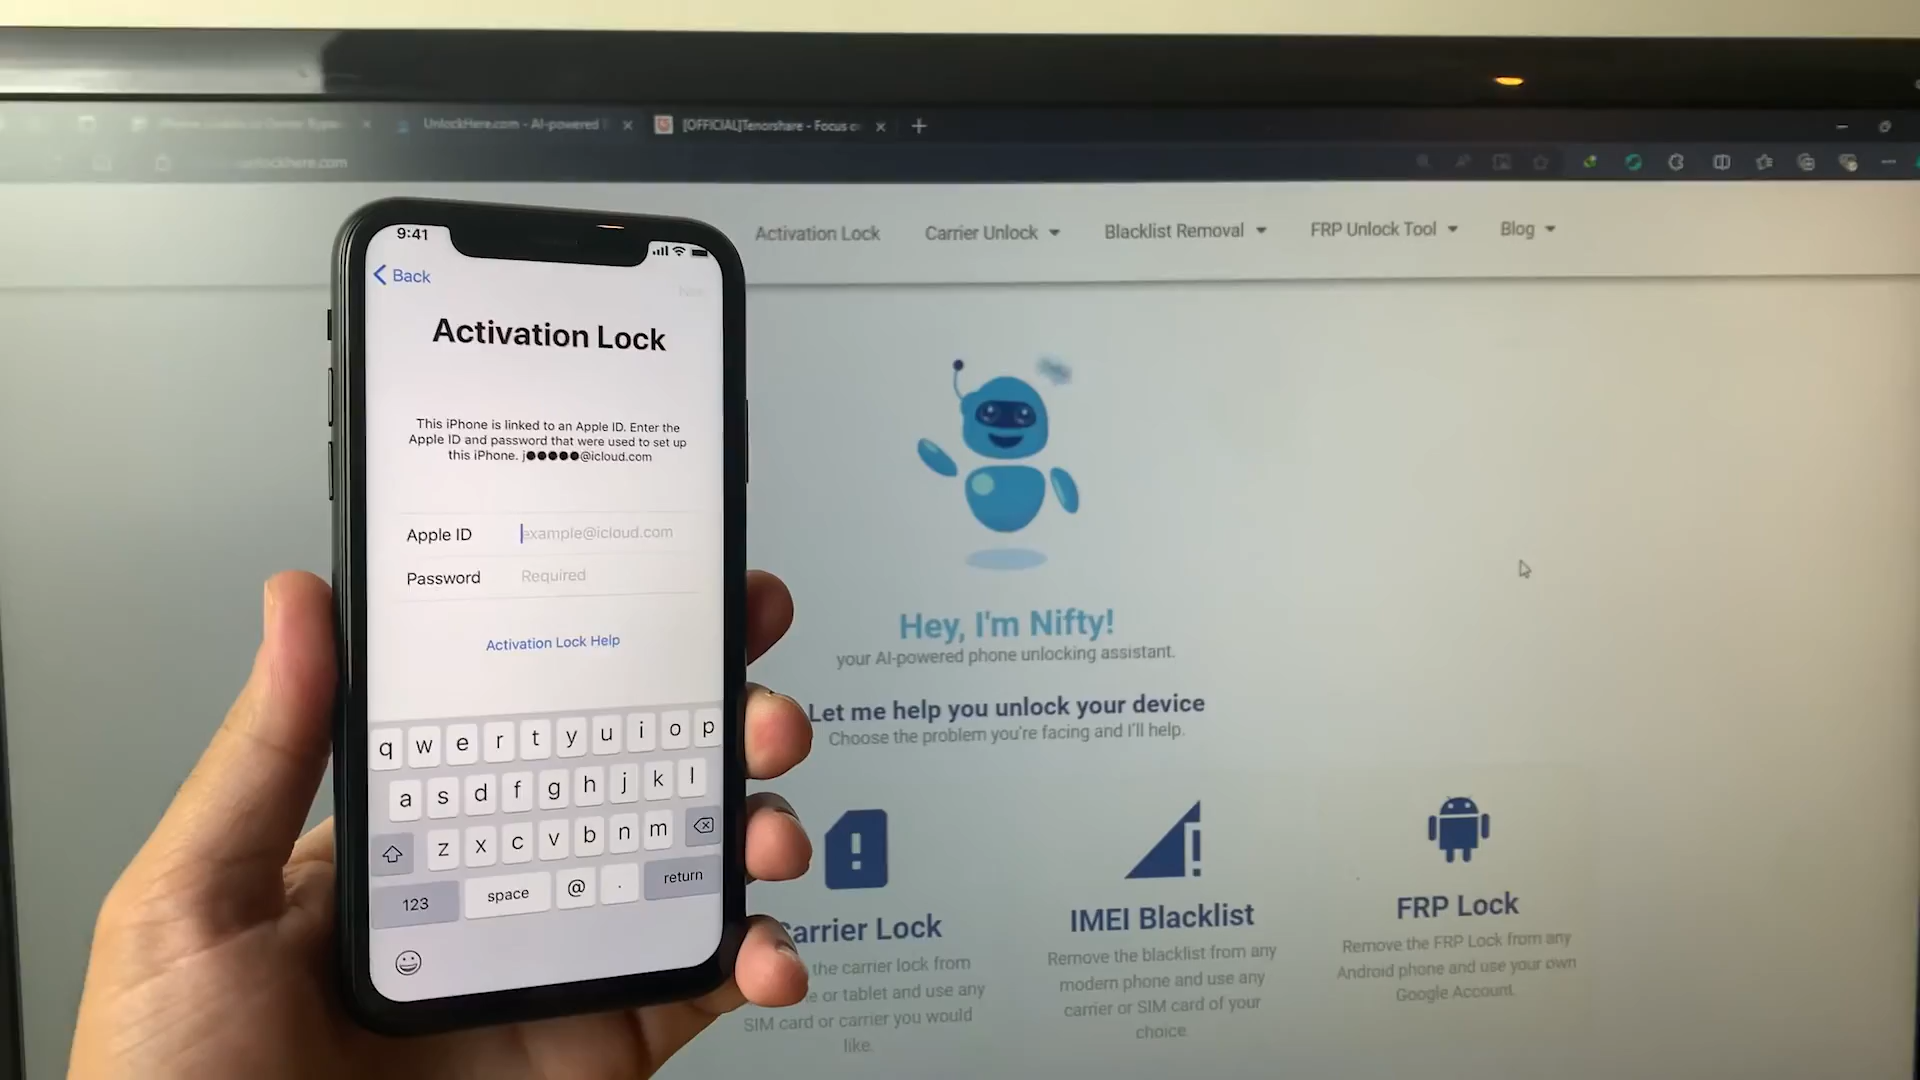 UnlockHere.com - AI-powered
[OFFICIAL]Tenorshare - Focus o
unlockhere.com
Activation Lock
Carrier Unlock
Blacklist Removal
FRP Unlock Tool
Blog
9:41
Back
Activation Lock
This iPhone is linked to an Apple ID. Enter the
Apple ID and password that were used to set up
this iPhone. j●●●●●@icloud.com
Apple ID example@icloud.com
Password Required
Activation Lock Help
q w e r t y u i o p
a s d f g h j k l
z x c v b n m
123 space @ . return
Hey, I'm Nifty!
your AI-powered phone unlocking assistant.
Let me help you unlock your device
Choose the problem you're facing and I'll help.
Carrier Lock
the carrier lock from
or tablet and use any
SIM card or carrier you would
like.
IMEI Blacklist
Remove the blacklist from any
modern phone and use any
carrier or SIM card of your
choice.
FRP Lock
Remove the FRP Lock from any
Android phone and use your own
Google Account.